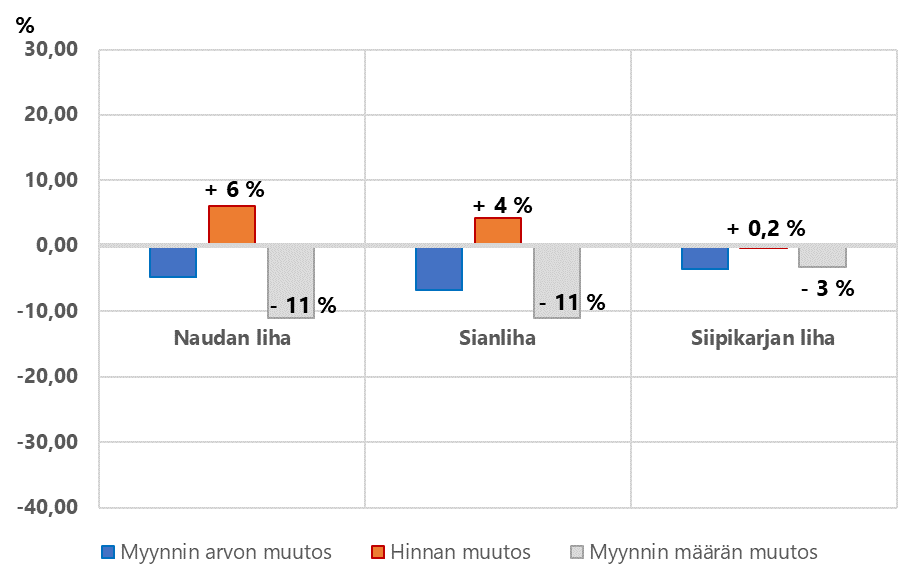 %
30,00
20,00
10,00
0,00
-10,00
-20,00
-30,00
-40,00
+ 6 %
- 11 %
+ 4 %
- 11 %
+ 0,2 %
- 3 %
Naudan liha
Sianliha
Siipikarjan liha
Myynnin arvon muutos
Hinnan muutos
Myynnin määrän muutos